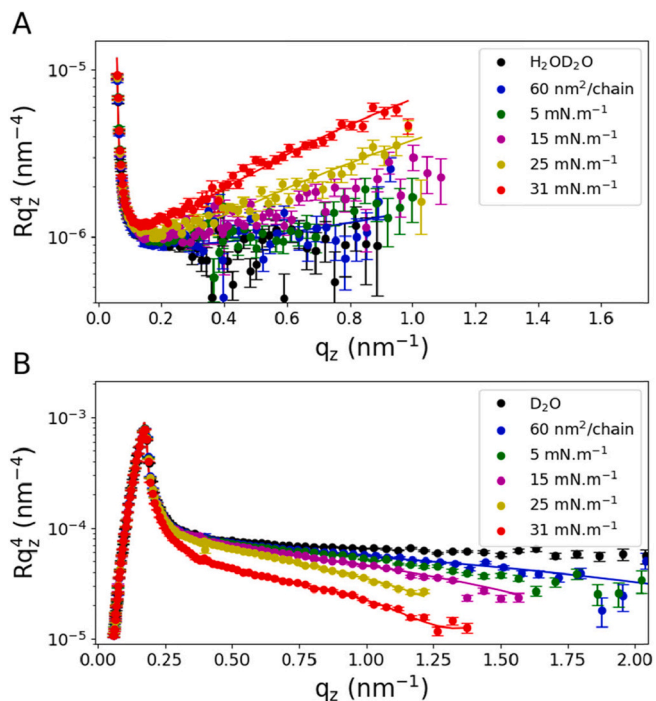 A
10⁻⁵
10⁻⁶
Rq_z⁴ (nm⁻⁴)
H₂OD₂O
60 nm²/chain
5 mN.m⁻¹
15 mN.m⁻¹
25 mN.m⁻¹
31 mN.m⁻¹
0.0 0.2 0.4 0.6 0.8 1.0 1.2 1.4 1.6
q_z (nm⁻¹)
B
10⁻³
10⁻⁴
10⁻⁵
Rq_z⁴ (nm⁻⁴)
D₂O
60 nm²/chain
5 mN.m⁻¹
15 mN.m⁻¹
25 mN.m⁻¹
31 mN.m⁻¹
0.00 0.25 0.50 0.75 1.00 1.25 1.50 1.75 2.00
q_z (nm⁻¹)